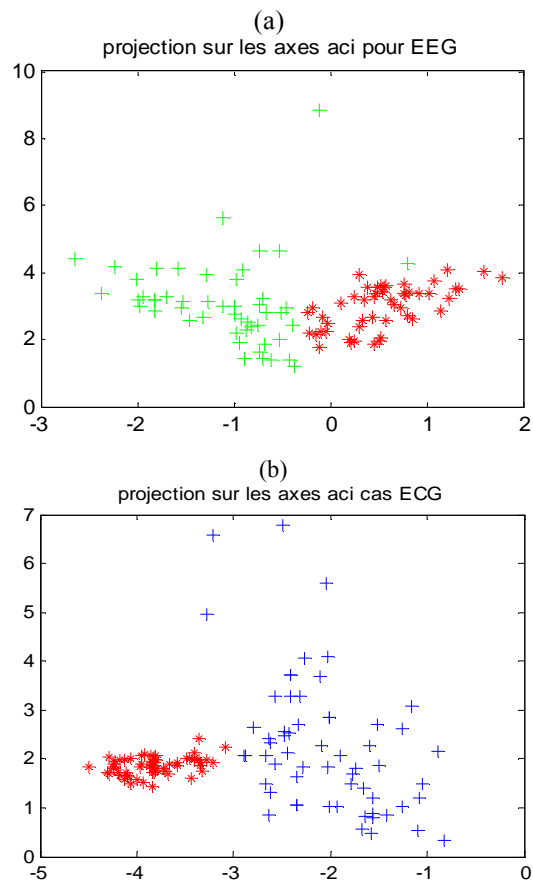 (a)
projection sur les axes aci pour EEG
10
8
6
4
2
0
-3 -2 -1 0 1 2
(b)
projection sur les axes aci cas ECG
7
6
5
4
3
2
1
0
-5 -4 -3 -2 -1 0